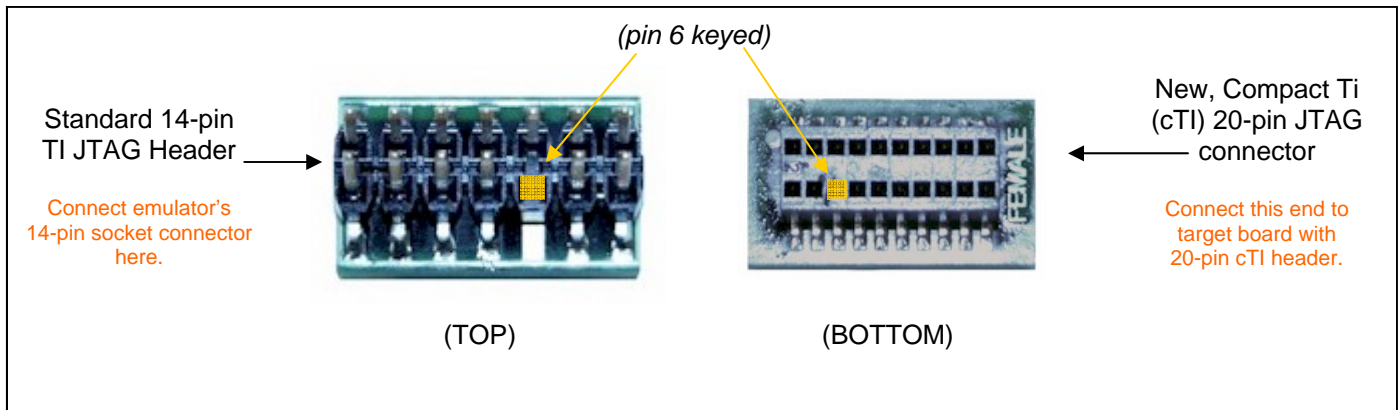 (pin 6 keyed)
Standard 14-pin
TI JTAG Header
Connect emulator's
14-pin socket connector
here.
FEMALE
New, Compact Ti
(cTI) 20-pin JTAG
connector
Connect this end to
target board with
20-pin cTI header.
(TOP)
(BOTTOM)